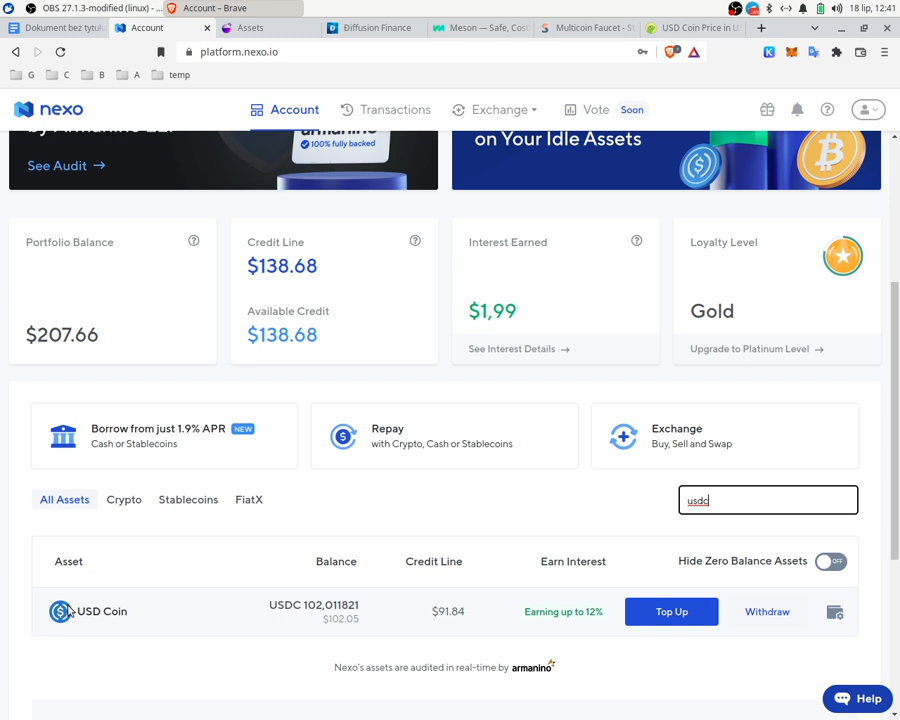 OBS 27.1.3-modified (linux) - ...
Account – Brave
18 lip, 12:41
Dokument bez tytułu
Account
Assets
Điffusion Finance
Meson — Safe, Cost
Multicoin Faucet - St
USD Coin Price in US
platform.nexo.io
1
G
C
B
A
temp
nexo
Account
Transactions
Exchange
Vote
Soon
by Armanino LLP
armanino
100% fully backed
See Audit →
on Your Idle Assets
Portfolio Balance
$207.66
Credit Line
$138.68
Available Credit
$138.68
Interest Earned
$1,99
See Interest Details →
Loyalty Level
Gold
Upgrade to Platinum Level →
Borrow from just 1.9% APR NEW
Cash or Stablecoins
Repay
with Crypto, Cash or Stablecoins
Exchange
Buy, Sell and Swap
All Assets
Crypto
Stablecoins
FiatX
usdc
Asset
Balance
Credit Line
Earn Interest
Hide Zero Balance Assets
OFF
USD Coin
USDC 102,011821
$102.05
$91.84
Earning up to 12%
Top Up
Withdraw
Nexo's assets are audited in real-time by armanino
Help